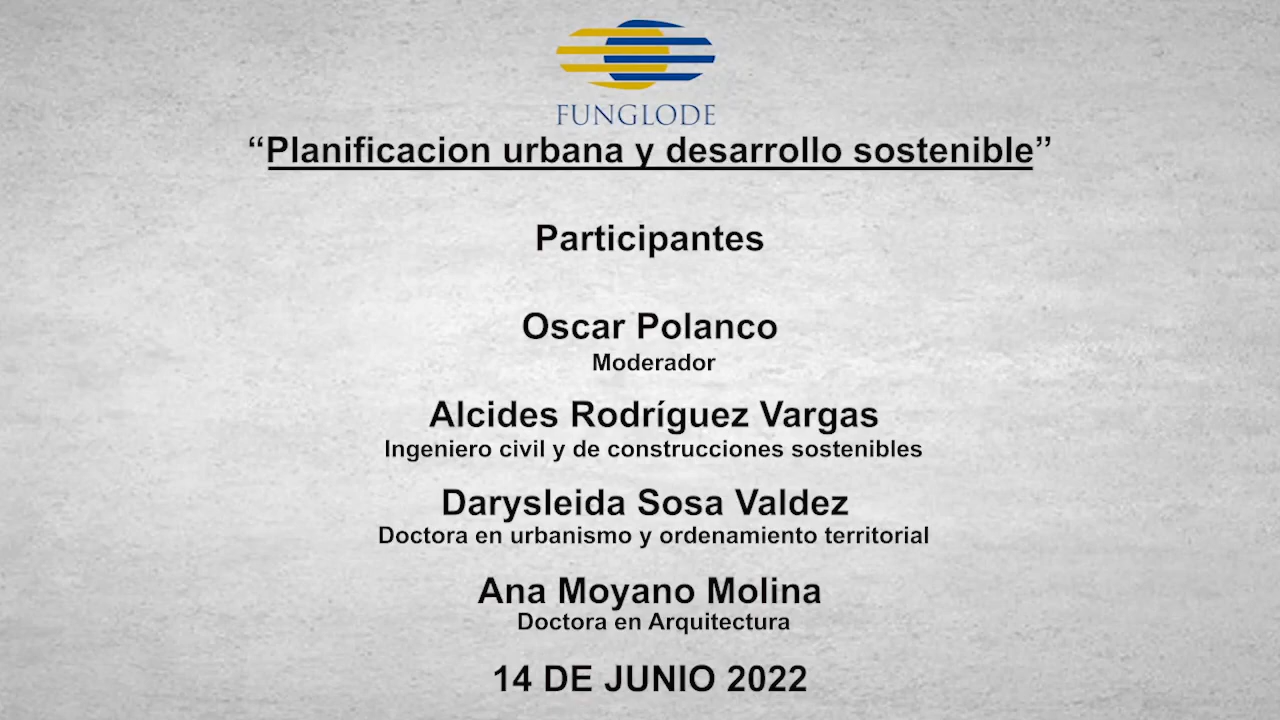 FUNGLODE
“Planificacion urbana y desarrollo sostenible”
Participantes
Oscar Polanco
Moderador
Alcides Rodríguez Vargas
Ingeniero civil y de construcciones sostenibles
Darysleida Sosa Valdez
Doctora en urbanismo y ordenamiento territorial
Ana Moyano Molina
Doctora en Arquitectura
14 DE JUNIO 2022